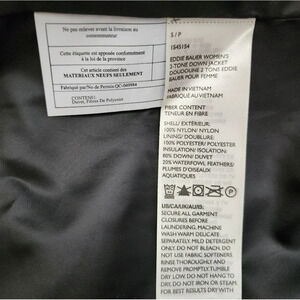 Ne pas enlever avant la livraison au
consommateur
Cette étiquette est apposée conformément
à la loi de la province
Cet article contient des
MATÉRIAUX NEUFS SEULEMENT
Fabriqué par/No de Permis QC-
CONTENU:
Duvet, Fibres De Polyester
S / P
EDDIE BAUER WOMEN'S
2-TONE DOWN JACKET
DOUDOUNE 2 TONS EDDIE
BAUER POUR FEMME
MADE IN VIETNAM
FABRIQUÉ AU VIETNAM
FIBER CONTENT
TENEUR EN FIBRE
SHELL/ EXTÉRIEUR
100% NYLON/ NYLON
LINING/ DOUBLURE
100% POLYESTER/ POLYESTER
INSULATION/ ISOLATION:
80% DOWN/ DUVET
20% WATERFOWL FEATHERS/
PLUMES D'OISEAUX
AQUATIQUES
US/CA/UK/AU/IE:
SECURE ALL GARMENT
CLOSURES BEFORE
LAUNDERING. MACHINE
WASH WARM DELICATE
SEPARATELY. MILD DETERGENT
ONLY. DO NOT BLEACH. DO
NOT USE FABRIC SOFTENERS.
RINSE THOROUGHLY AND
REMOVE PROMPTLY. TUMBLE
DRY LOW. DO NOT WRING
DRY. DO NOT IRON OR STEAM.
FOR BEST RESULTS DRY WITH